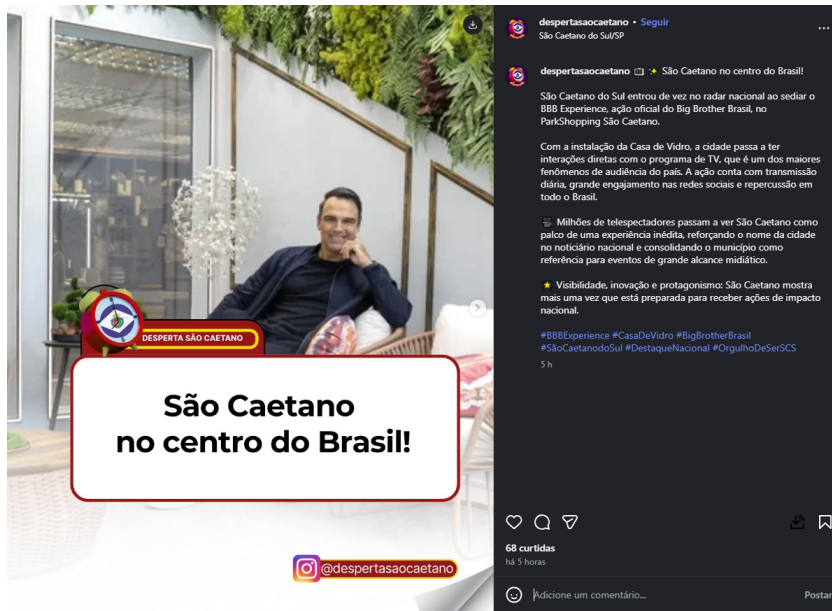 DESPERTA SÃO CAETANO
São Caetano
no centro do Brasil!
@despertasaocaetano
despertasaocaetano • Seguir
São Caetano do Sul/SP
despertasaocaetano 📺 ✨ São Caetano no centro do Brasil!
São Caetano do Sul entrou de vez no radar nacional ao sediar o
BBB Experience, ação oficial do Big Brother Brasil, no
ParkShopping São Caetano.
Com a instalação da Casa de Vidro, a cidade passa a ter
interações diretas com o programa de TV, que é um dos maiores
fenômenos de audiência do país. A ação conta com transmissão
diária, grande engajamento nas redes sociais e repercussão em
todo o Brasil.
🎥 Milhões de telespectadores passam a ver São Caetano como
palco de uma experiência inédita, reforçando o nome da cidade
no noticiário nacional e consolidando o município como
referência para eventos de grande alcance midiático.
⭐ Visibilidade, inovação e protagonismo: São Caetano mostra
mais uma vez que está preparada para receber ações de impacto
nacional.
#BBBExperience #CasaDeVidro #BigBrotherBrasil
#SãoCaetanodoSul #DestaqueNacional #OrgulhoDeSerSCS
5 h
68 curtidas
há 5 horas
Adicione um comentário...
Postar